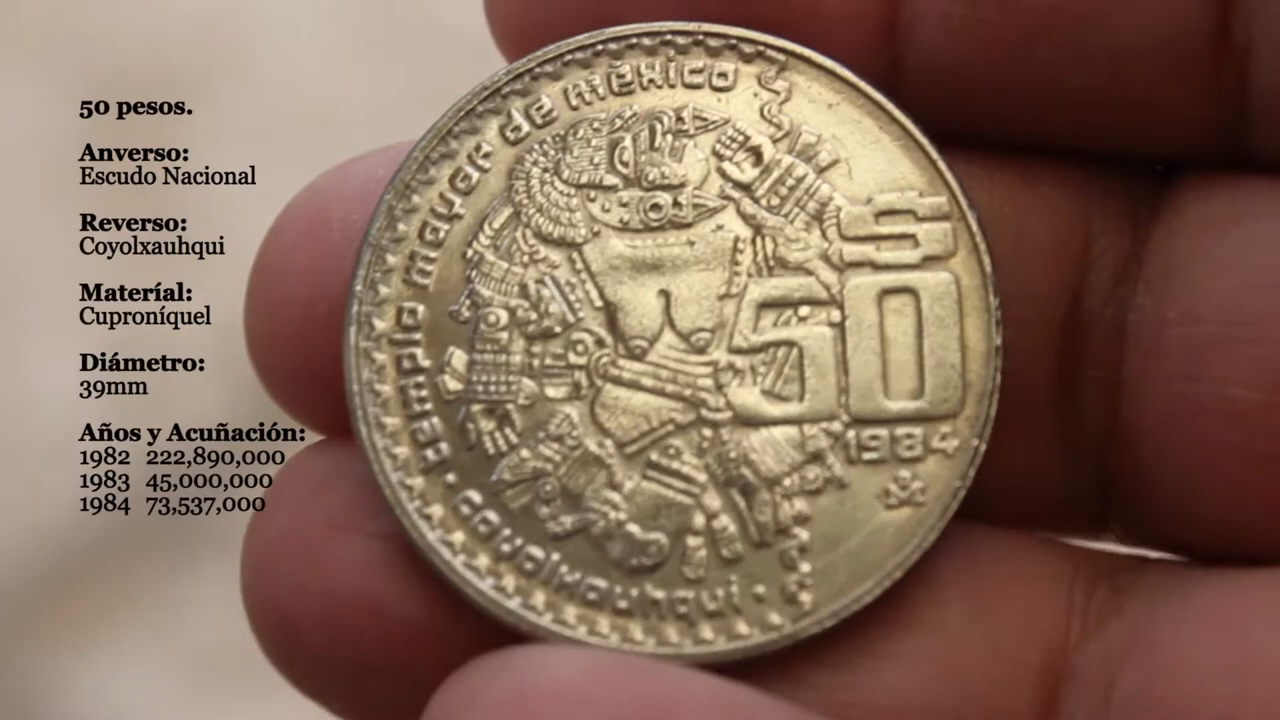 50 pesos.
Anverso:
Escudo Nacional
Reverso:
Coyolxauhqui
Materíal:
Cuproníquel
Diámetro:
39mm
Años y Acuñación:
1982 222,890,000
1983 45,000,000
1984 73,537,000
templo mayor de méxico
$
50
1984
M
· coyolxauhqui ·